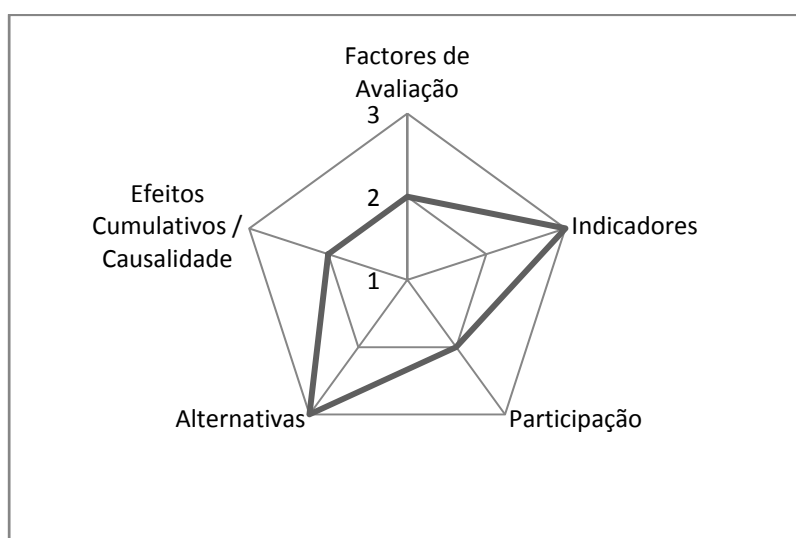 Factores de
Avaliação
3
Efeitos
Cumulativos /
Causalidade
2
Indicadores
1
Alternativas
Participação